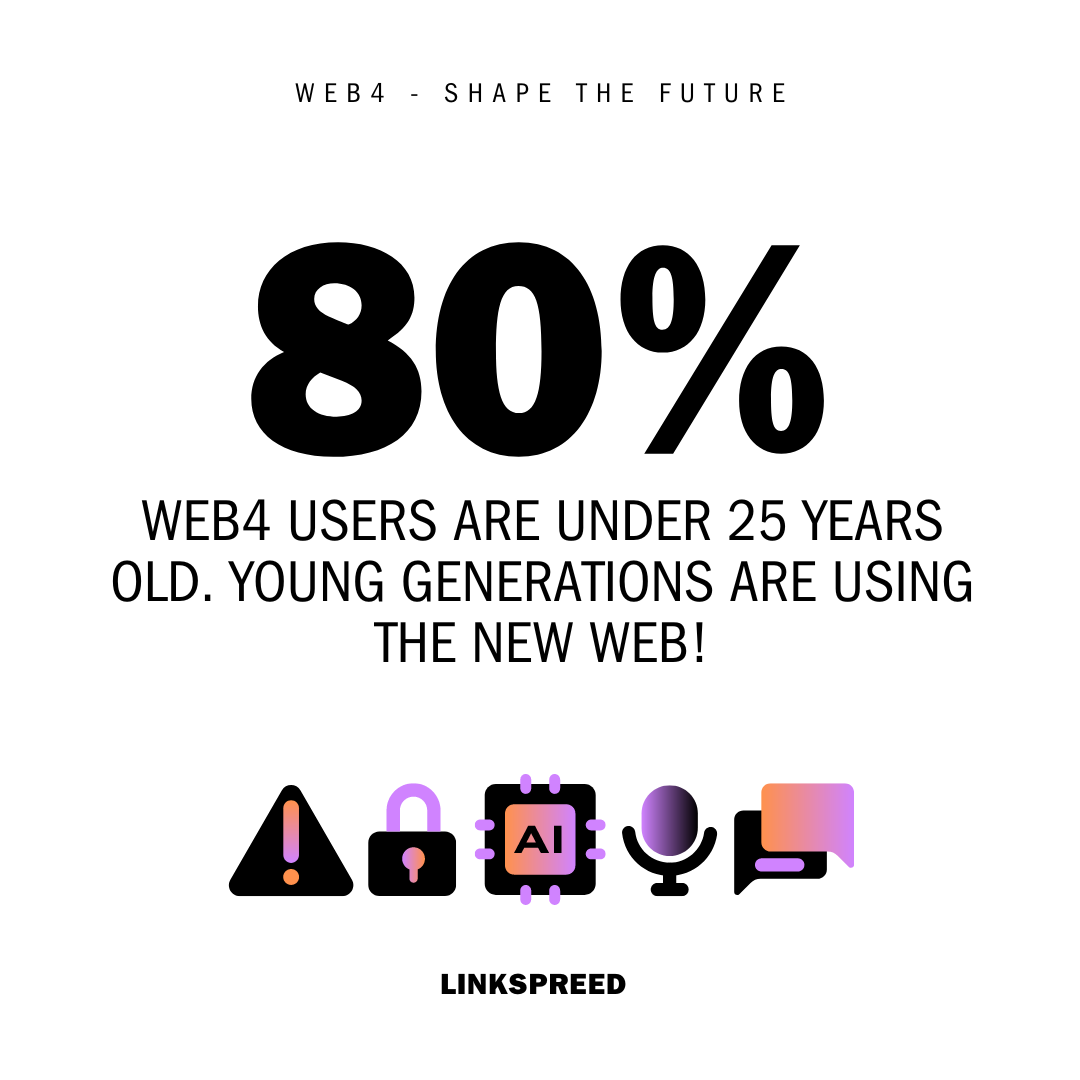 WEB4 - SHAPE THE FUTURE
80%
WEB4 USERS ARE UNDER 25 YEARS
OLD. YOUNG GENERATIONS ARE USING
THE NEW WEB!
AI
LINKSPREED